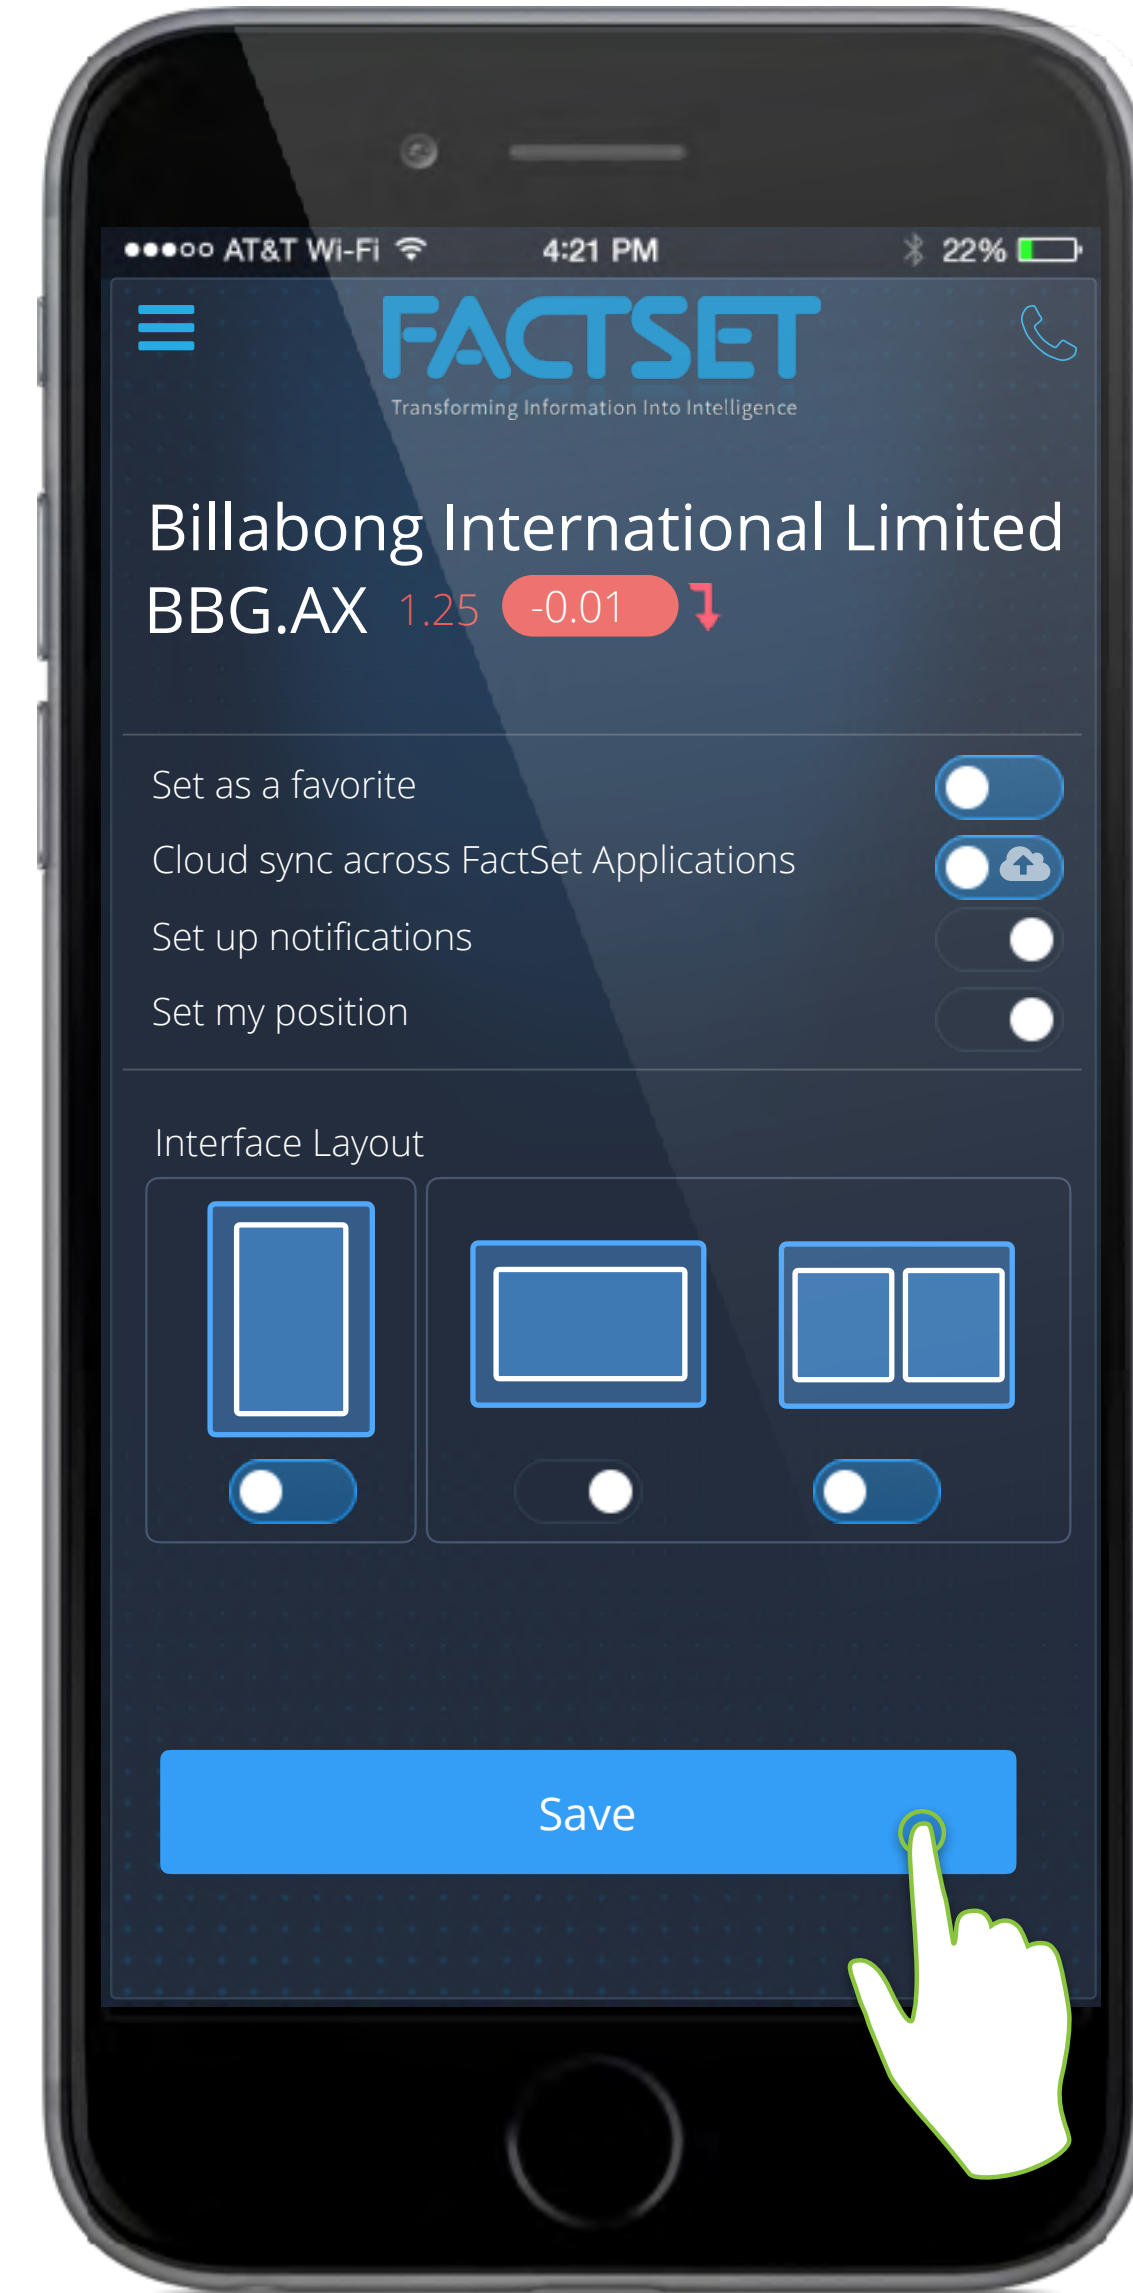 AT&T Wi-Fi 4:21 PM 22%
FACTSET
Transforming Information Into Intelligence
Billabong International Limited
BBG.AX 1.25 -0.01
Set as a favorite
Cloud sync across FactSet Applications
Set up notifications
Set my position
Interface Layout
Save